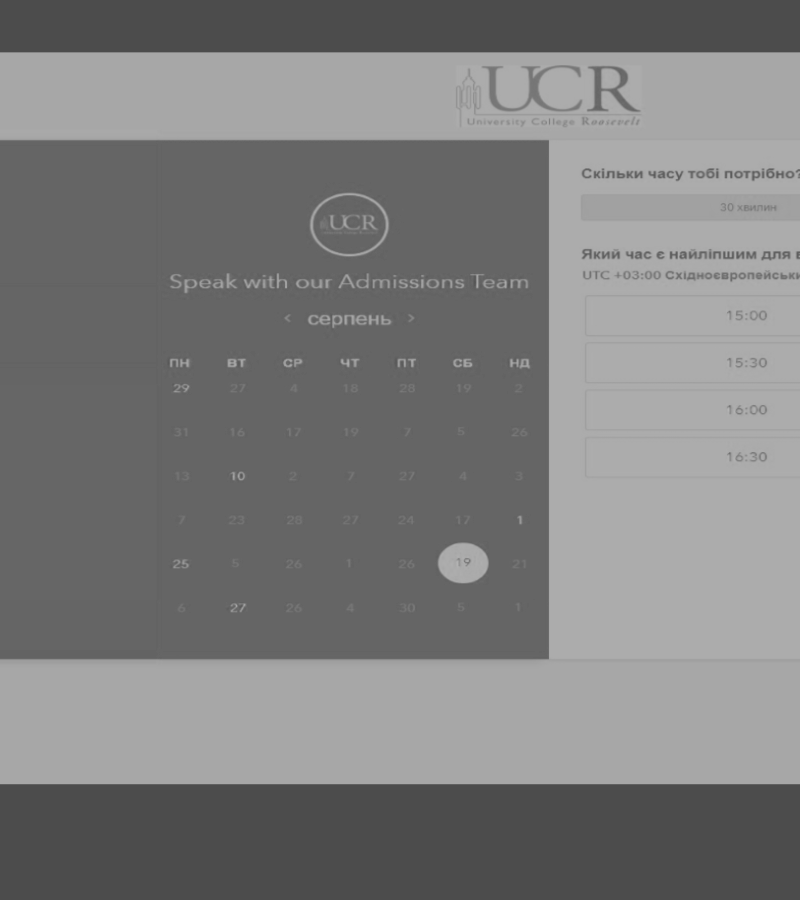 UCR
University College Roosevelt
UCR
Speak with our Admissions Team
< серпень >
ПН ВТ СР ЧТ ПТ СБ НД
29 27 4 18 28 19 2
31 16 17 19 7 5 26
13 10 2 7 27 4 3
7 23 28 27 24 17 1
25 5 26 1 26 19 21
6 27 26 4 30 5 1
Скільки часу тобі потрібно?
30 хвилин
Який час є найліпшим для
UTC +03:00
15:00
15:30
16:00
16:30